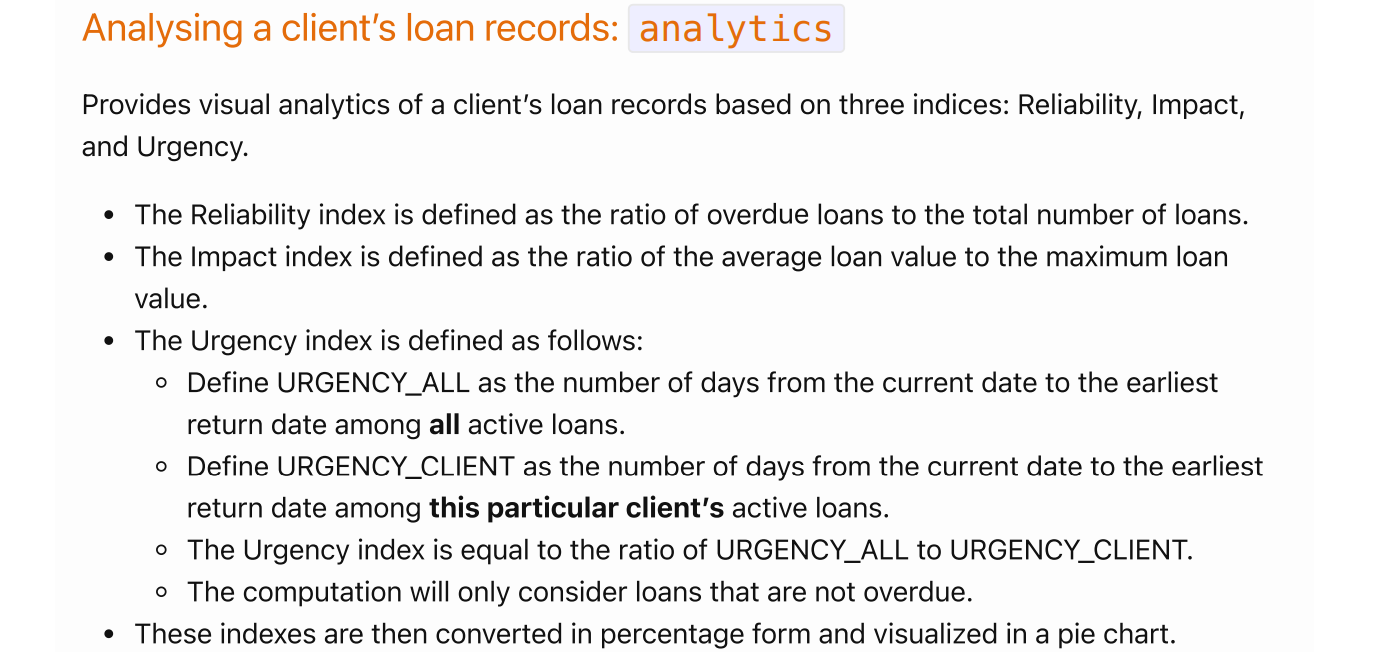 Analysing a client’s loan records: analytics
Provides visual analytics of a client’s loan records based on three indices: Reliability, Impact,
and Urgency.
• The Reliability index is defined as the ratio of overdue loans to the total number of loans.
• The Impact index is defined as the ratio of the average loan value to the maximum loan
value.
• The Urgency index is defined as follows:
◦ Define URGENCY_ALL as the number of days from the current date to the earliest
return date among all active loans.
◦ Define URGENCY_CLIENT as the number of days from the current date to the earliest
return date among this particular client’s active loans.
◦ The Urgency index is equal to the ratio of URGENCY_ALL to URGENCY_CLIENT.
◦ The computation will only consider loans that are not overdue.
• These indexes are then converted in percentage form and visualized in a pie chart.